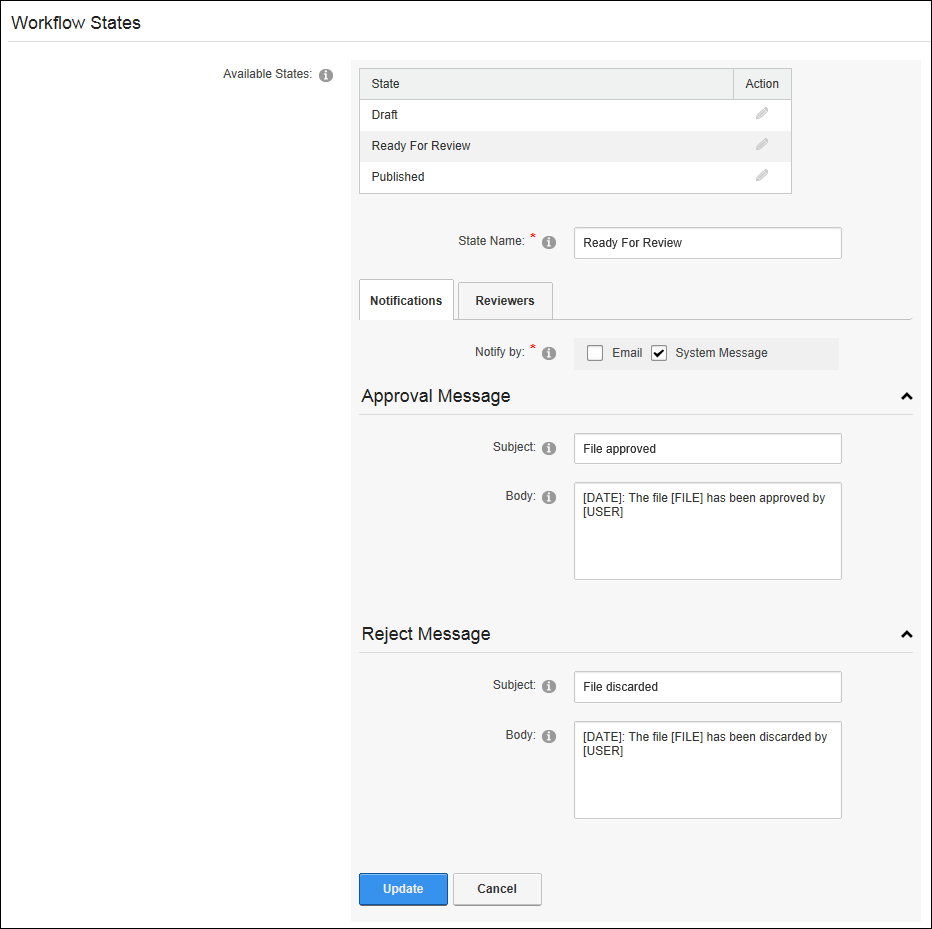 Workflow States
Available States:
State Action
Draft
Ready For Review
Published
State Name: * Ready For Review
Notifications Reviewers
Notify by: * Email System Message
Approval Message
Subject: File approved
Body: [DATE]: The file [FILE] has been approved by
[USER]
Reject Message
Subject: File discarded
Body: [DATE]: The file [FILE] has been discarded by
[USER]
Update Cancel